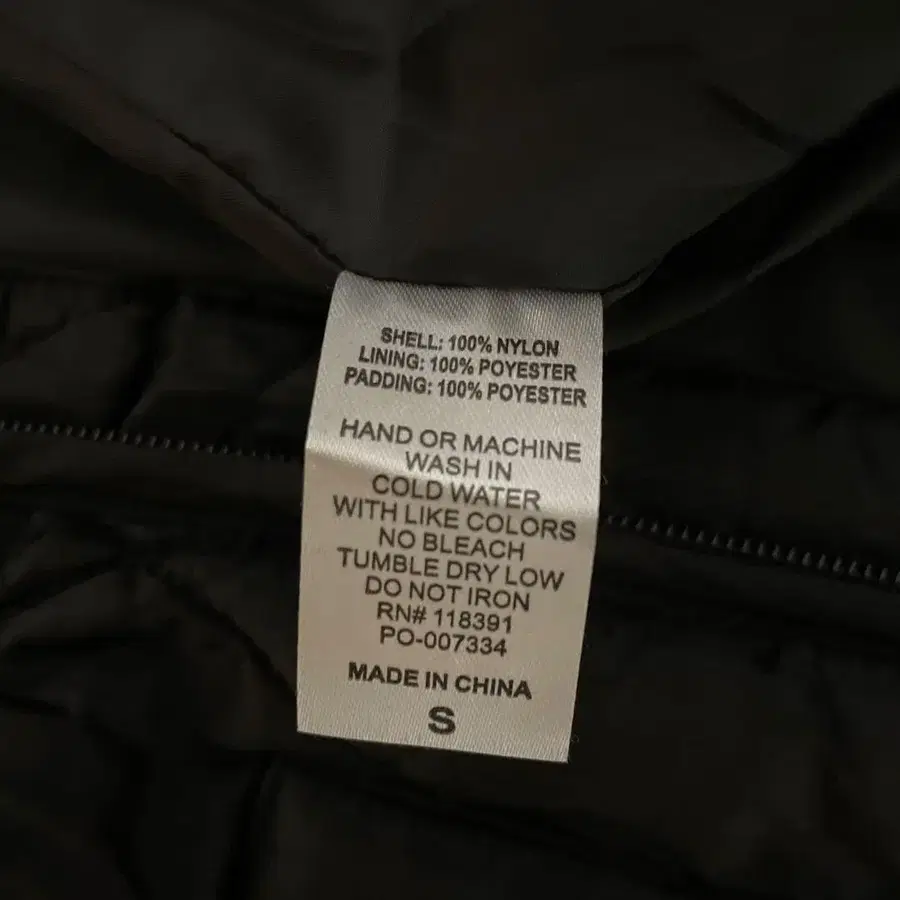 SHELL: 100% NYLON
LINING: 100% POYESTER
PADDING: 100% POYESTER
HAND OR MACHINE
WASH IN
COLD WATER
WITH LIKE COLORS
NO BLEACH
TUMBLE DRY LOW
DO NOT IRON
RN# 118391
PO-007334
MADE IN CHINA
S